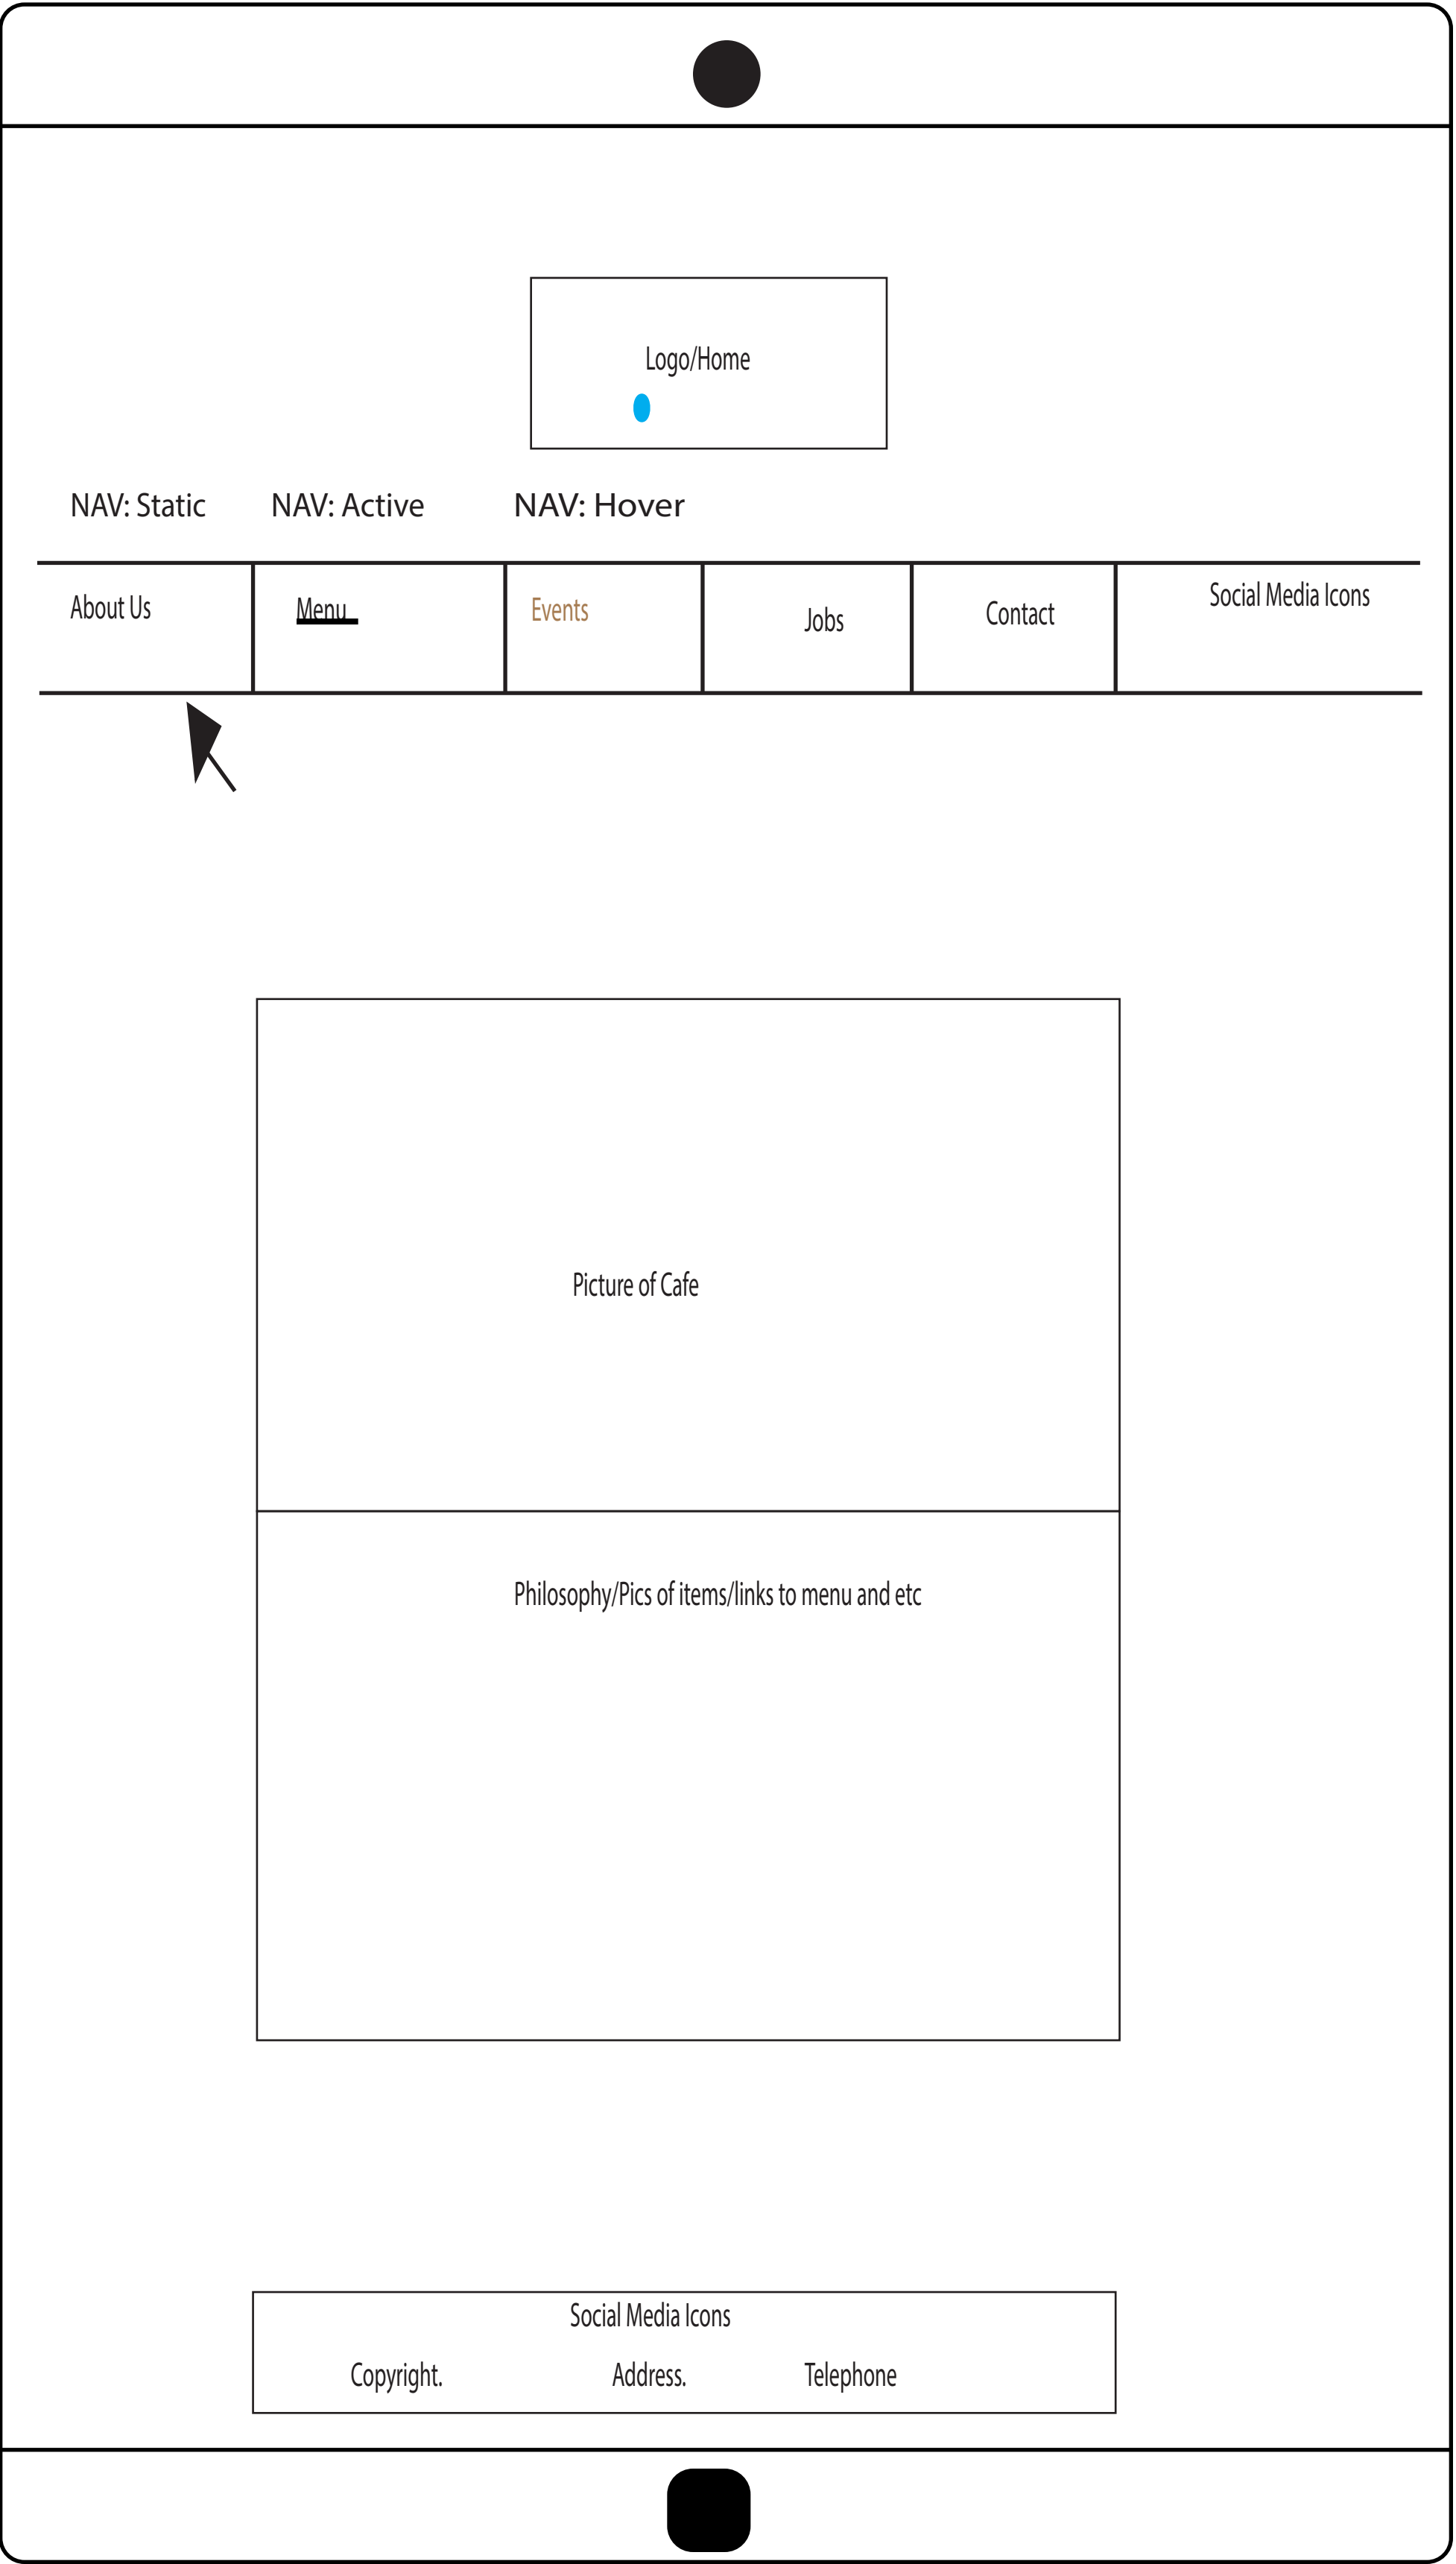 Logo/Home
NAV: Static NAV: Active NAV: Hover
About Us Menu Events Jobs Contact Social Media Icons
Picture of Cafe
Philosophy/Pics of items/links to menu and etc
Social Media Icons
Copyright. Address. Telephone